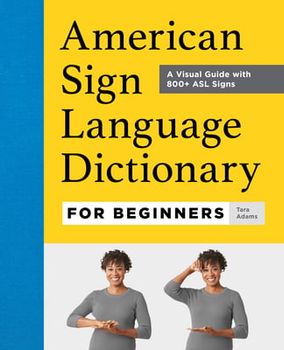 American
Sign
A Visual Guide with
800+ ASL Signs
Language
Dictionary
FOR BEGINNERS
Tara
Adams